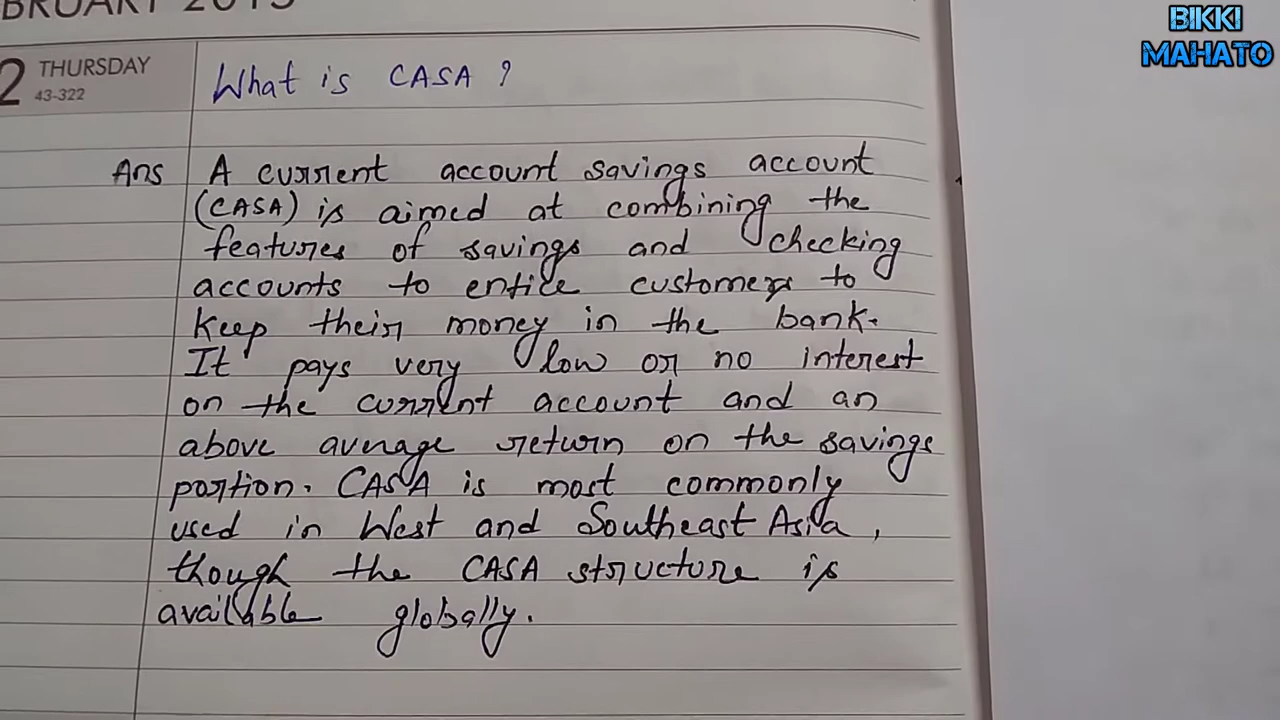 BRUARY 2015
BIKKI
MAHATO
2 THURSDAY
43-322
What is CASA ?
Ans A current account savings account
(CASA) is aimed at combining the
features of savings and checking
accounts to entice customers to
Keep their money in the bank.
It pays very low or no interest
on the current account and an
above average return on the savings
portion. CASA is most commonly
used in West and Southeast Asia,
though the CASA structure is
available globally.